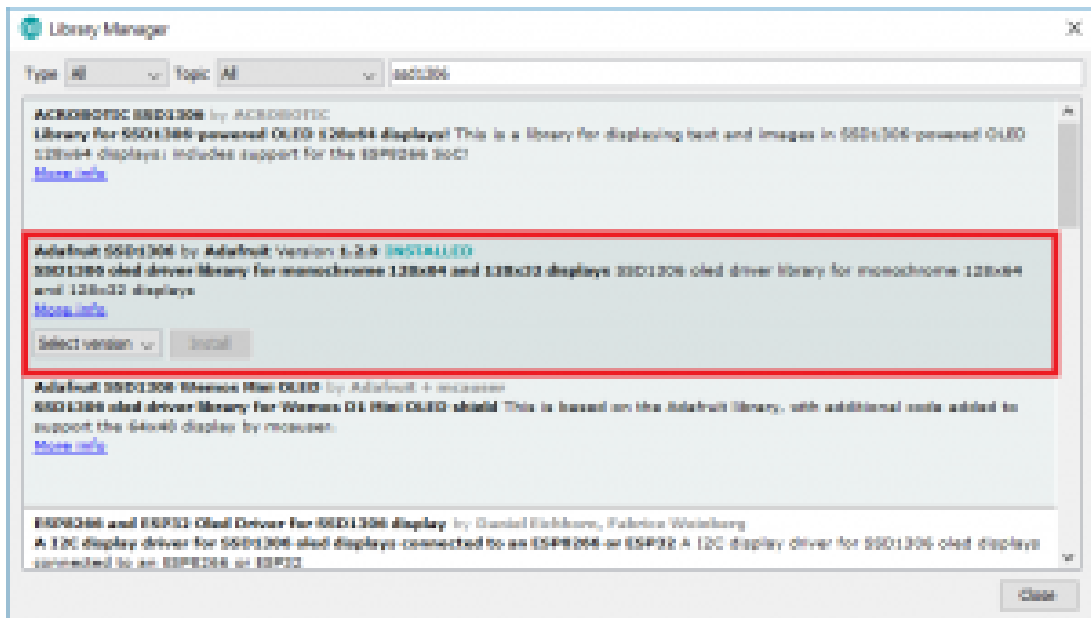 Library Manager
Type All Topic All ssd1306
ACROBOTIC SSD1306 by ACROBOTIC
Library for SSD1306-powered OLED 128x64 displays! This is a library for displaying text and images in SSD1306-powered OLED
128x64 displays; includes support for the ESP8266 SoC!
More info
Adafruit SSD1306 by Adafruit Version 1.2.9 INSTALLED
SSD1306 oled driver library for monochrome 128x64 and 128x32 displays SSD1306 oled driver library for monochrome 128x64
and 128x32 displays
More info
Select version Install
Adafruit SSD1306 Wemos Mini OLED by Adafruit + mcauser
SSD1306 oled driver library for Wemos D1 Mini OLED shield This is based on the Adafruit library, with additional code added to
support the 64x48 display by mcauser.
More info
ESP8266 and ESP32 Oled Driver for SSD1306 display by Daniel Eichhorn, Fabrice Weinberg
A I2C display driver for SSD1306 oled displays connected to an ESP8266 or ESP32 A I2C display driver for SSD1306 oled displays
connected to an ESP8266 or ESP32
Close